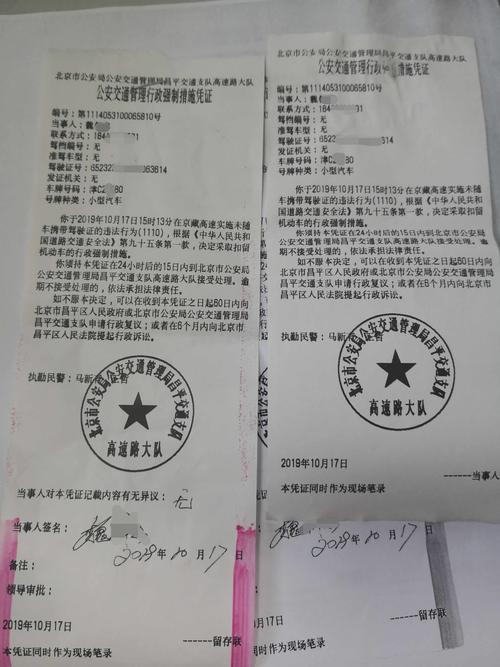 北京市公安局公安交通管理局昌平交通支队高速路大队
公安交通管理行政强制措施凭证
编号：第1114053100065810号
当事人：魏
联系方式：184
驾档编号：无
准驾车型：无
驾驶证号：65232 063614
发证机关：无
车牌号码：津C 80
号牌种类：小型汽车
你于2019年10月17日15时13分在京藏高速实施未随
车携带驾驶证的违法行为(1110)，根据《中华人民共和
国道路交通安全法》第九十五条第一款，决定采取扣留
机动车的行政强制措施。
你须持本凭证在24小时后的15日内到北京市公安局
公安交通管理局昌平交通支队高速路大队接受处理。逾
期不接受处理的，依法承担法律责任。
如不服本决定，可以在收到本凭证之日起60日内向
北京市昌平区人民政府或北京市公安局公安交通管理局
昌平交通支队申请行政复议；或者在6个月内向北京市
昌平区人民法院提起行政诉讼。
执勤民警：马新
北京市公安局公安交通管理局昌平交通支队
高速路大队
当事人对本凭证记载内容有无异议：无
当事人签名：魏
2019年10月17
备注：
领导审批：
2019年10月17日
------留存联
本凭证同时作为现场笔录
北京市公安局公安交通管理局昌平交通支队高速路大队
公安交通管理行政 措施凭证
编号：第1114053100065810号
当事人：魏
联系方式：18
驾档编号：无
准驾车型：无
驾驶证号：6523 614
发证机关：无
车牌号码：津C 80
号牌种类：小型汽车
你于2019年10月17日15时13分在京藏高速实施未随
车携带驾驶证的违法行为(1110)，根据《中华人民共和
国道路交通安全法》第九十五条第一款，决定采取扣留
机动车的行政强制措施。
你须持本凭证在24小时后的15日内到北京市公安局
公安交通管理局昌平交通支队高速路大队接受处理。逾
期不接受处理的，依法承担法律责任。
如不服本决定，可以在收到本凭证之日起60日内向
北京市昌平区人民政府或北京市公安局公安交通管理局
昌平交通支队申请行政复议；或者在6个月内向北京市
昌平区人民法院提起行政诉讼。
执勤民警：马新
北京市公安局公安交通管理局昌平交通支队
高速路大队
2019年10月17日
------留存联
本凭证同时作为现场笔录
魏
2019年10月17